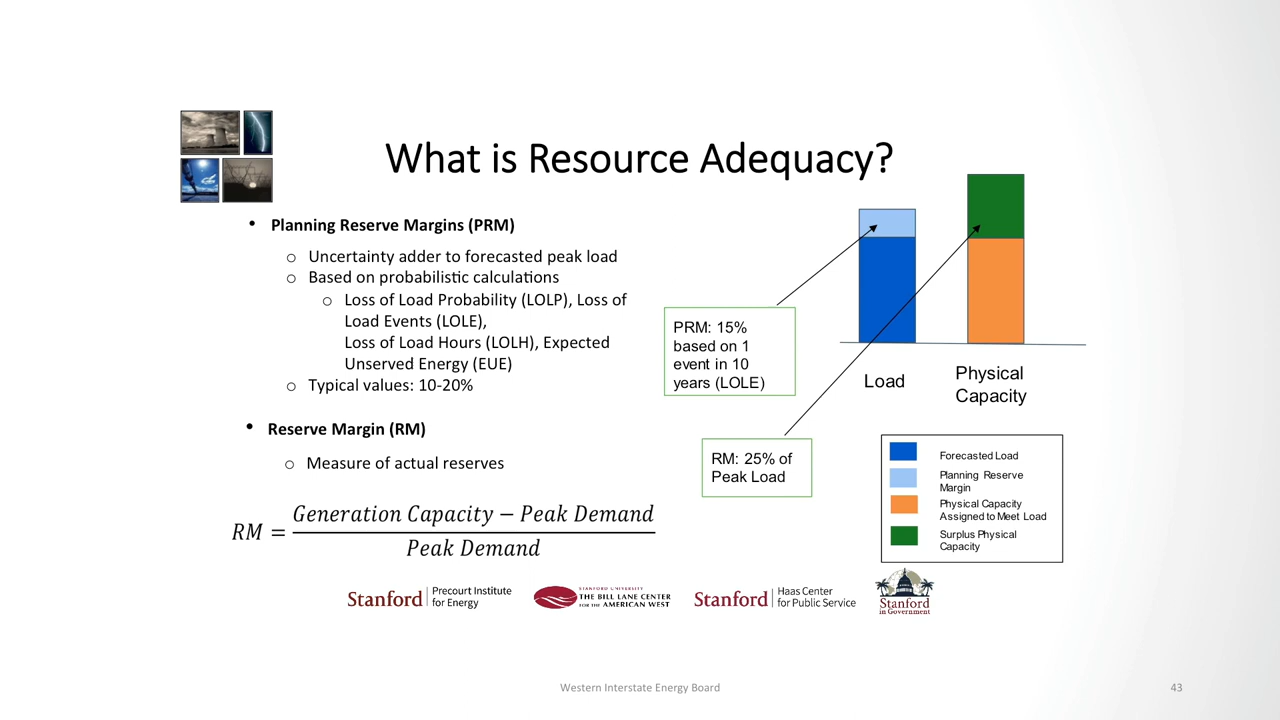 What is Resource Adequacy?
• Planning Reserve Margins (PRM)
o Uncertainty adder to forecasted peak load
o Based on probabilistic calculations
o Loss of Load Probability (LOLP), Loss of
Load Events (LOLE),
Loss of Load Hours (LOLH), Expected
Unserved Energy (EUE)
o Typical values: 10-20%
• Reserve Margin (RM)
o Measure of actual reserves
RM = Generation Capacity − Peak Demand
Peak Demand
PRM: 15%
based on 1
event in 10
years (LOLE)
RM: 25% of
Peak Load
Load
Physical
Capacity
Forecasted Load
Planning Reserve
Margin
Physical Capacity
Assigned to Meet Load
Surplus Physical
Capacity
Stanford
Precourt Institute
for Energy
STANFORD UNIVERSITY
THE BILL LANE CENTER
FOR THE AMERICAN WEST
Stanford
Haas Center
for Public Service
Stanford
in Government
Western Interstate Energy Board
43